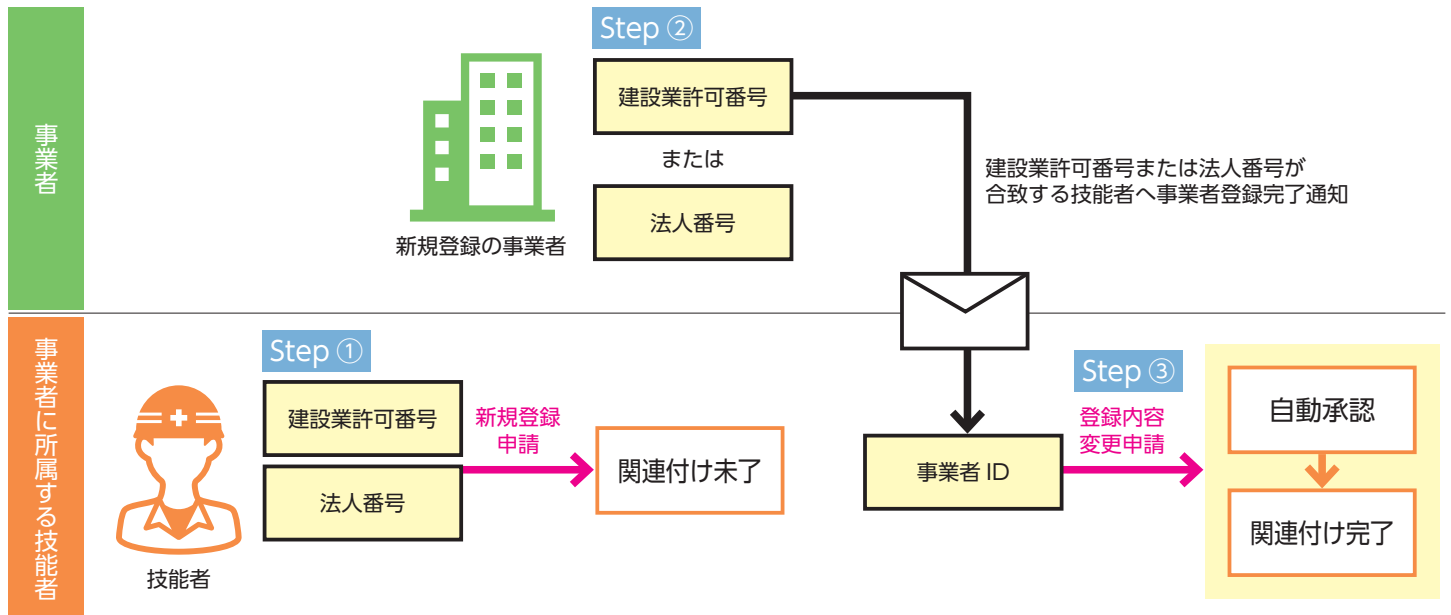 事業者
Step ②
建設業許可番号
または
法人番号
新規登録の事業者
建設業許可番号または法人番号が
合致する技能者へ事業者登録完了通知
事業者に所属する技能者
Step ①
建設業許可番号
法人番号
技能者
新規登録
申請
関連付け未了
事業者 ID
Step ③
登録内容
変更申請
自動承認
関連付け完了